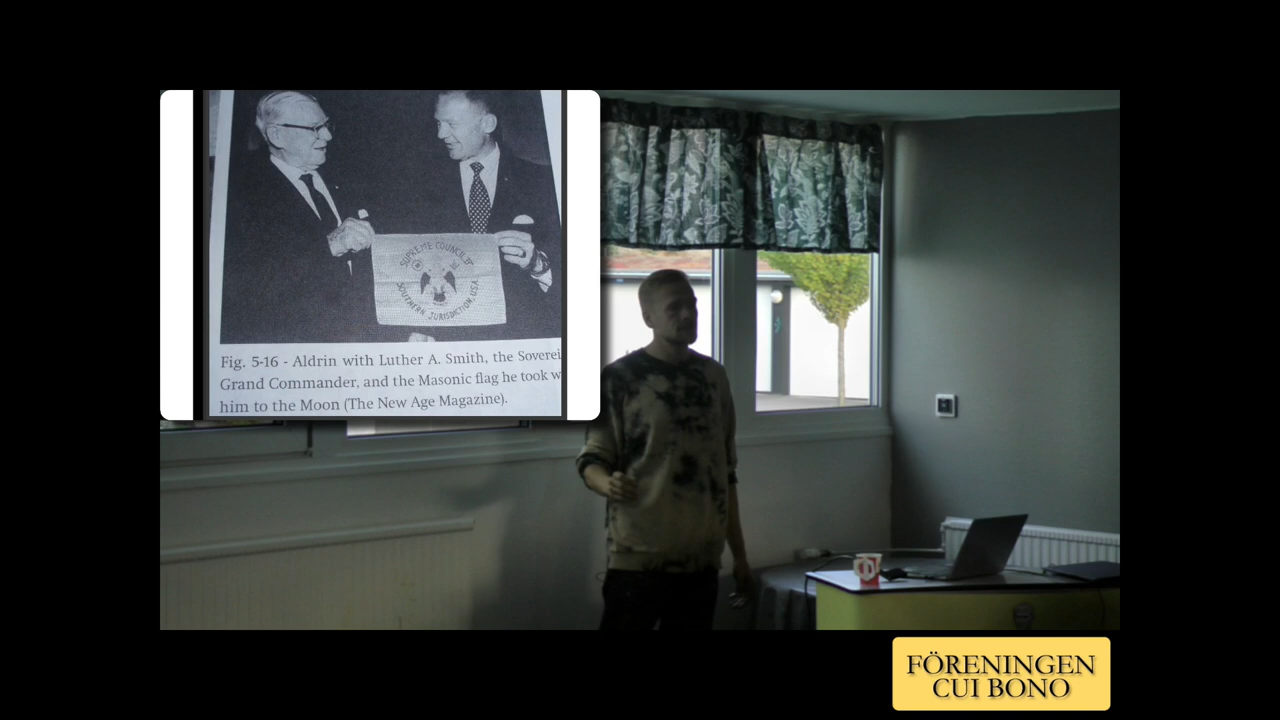 SUPREME COUNCIL 33°
SOUTHERN JURISDICTION, U.S.A.
Fig. 5-16 - Aldrin with Luther A. Smith, the Soverei
Grand Commander, and the Masonic flag he took w
him to the Moon (The New Age Magazine).
FÖRENINGEN
CUI BONO